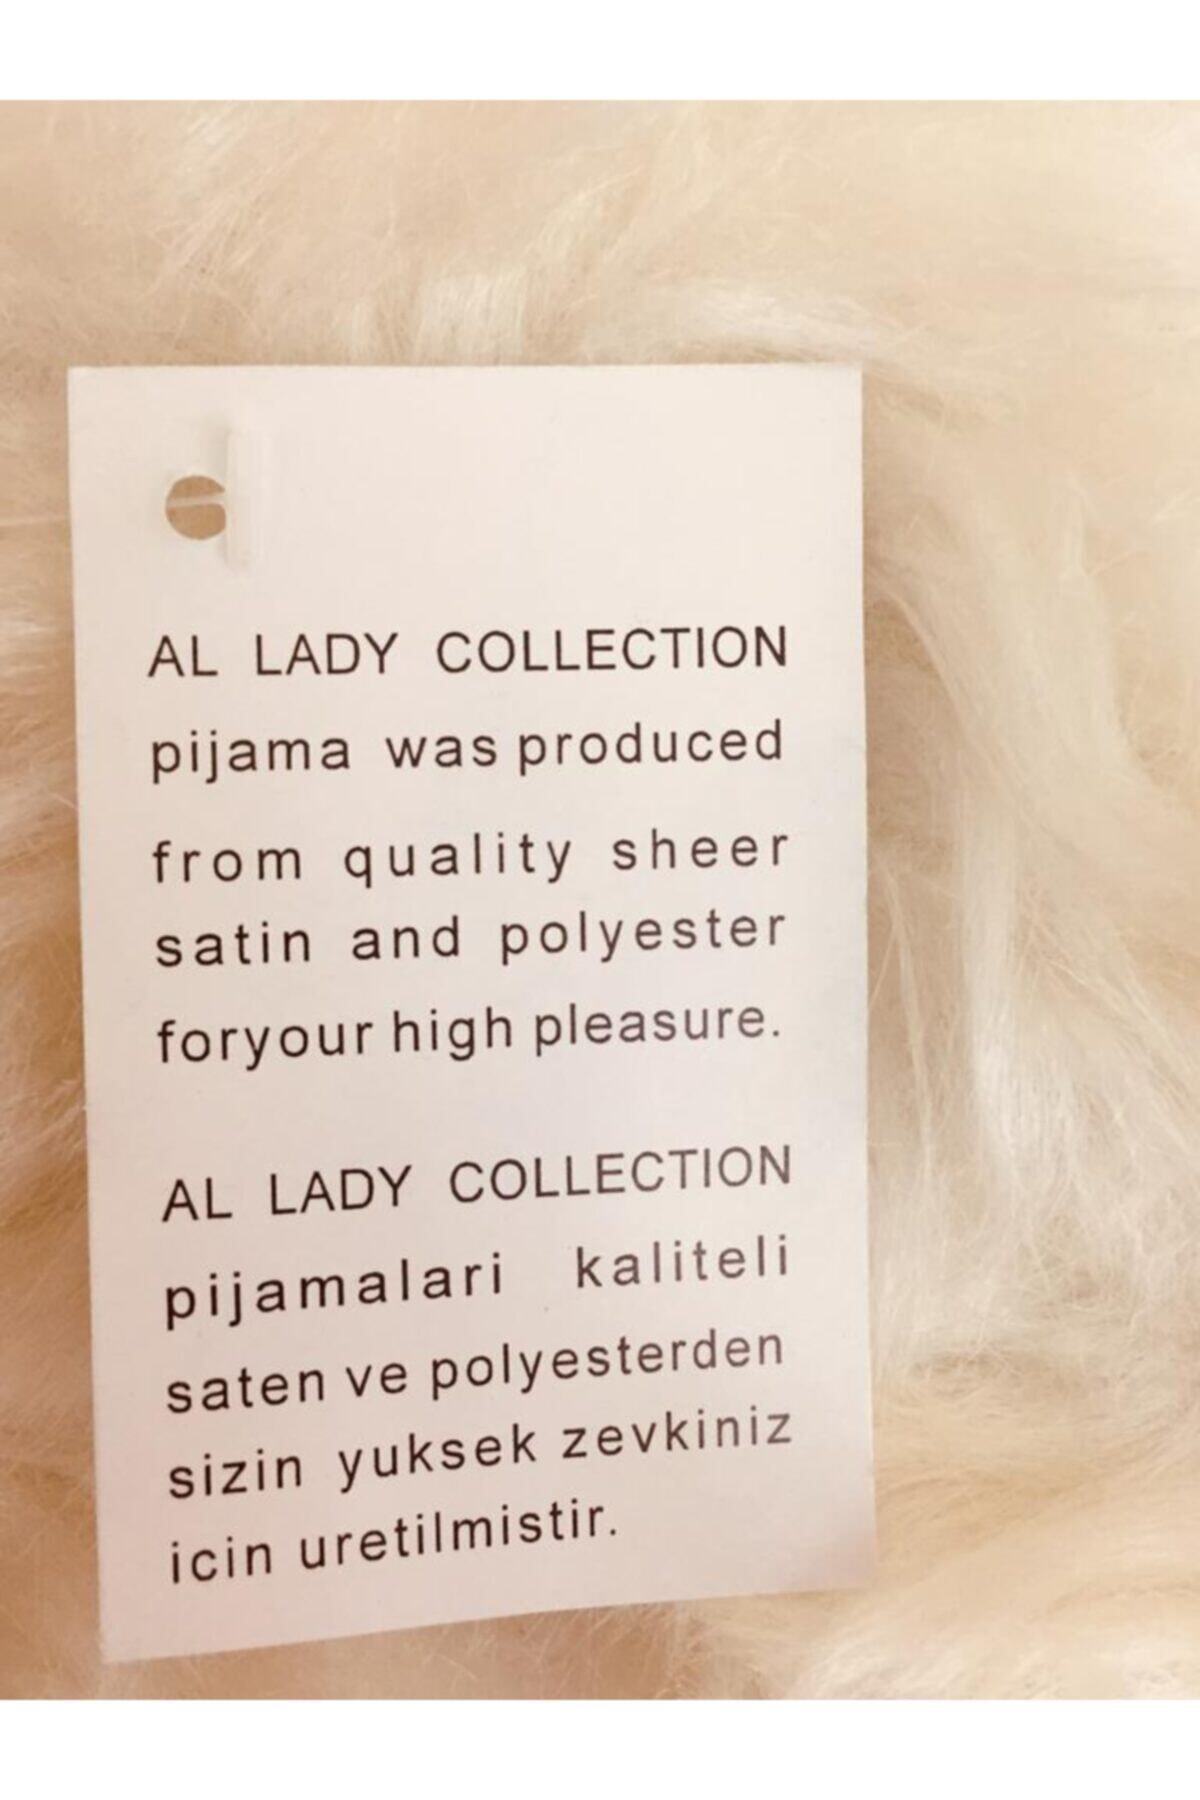 AL LADY COLLECTION
pijama was produced
from quality sheer
satin and polyester
foryour high pleasure.
AL LADY COLLECTION
pijamalari kaliteli
saten ve polyesterden
sizin yuksek zevkiniz
icin uretilmistir.